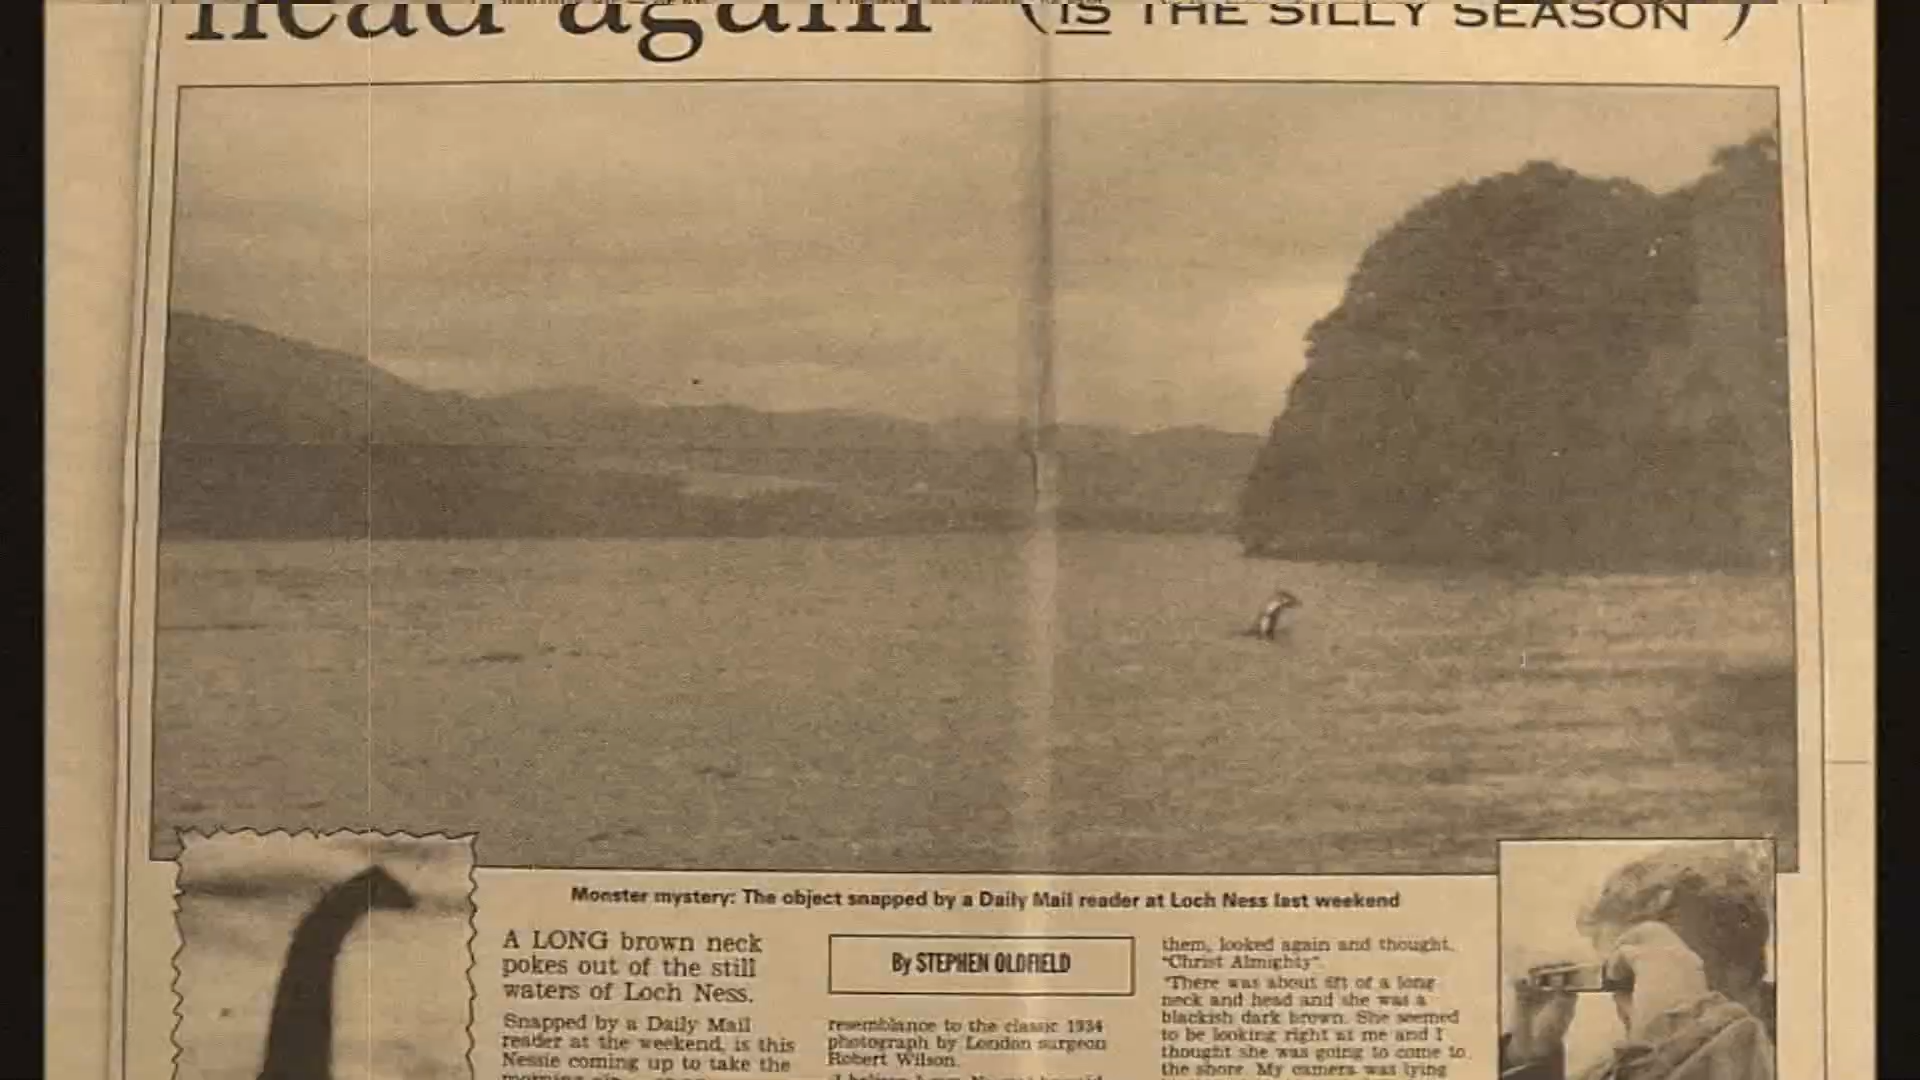 head again (IS THE SILLY SEASON)
Monster mystery: The object snapped by a Daily Mail reader at Loch Ness last weekend
A LONG brown neck
pokes out of the still
waters of Loch Ness.
Snapped by a Daily Mail
reader at the weekend, is this
Nessie coming up to take the
By STEPHEN OLDFIELD
resemblance to the classic 1934
photograph by London surgeon
Robert Wilson.
them, looked again and thought,
"Christ Almighty".
"There was about 6ft of a long
neck and head and she was a
blackish dark brown. She seemed
to be looking right at me and I
thought she was going to come to
the shore. My camera was lying